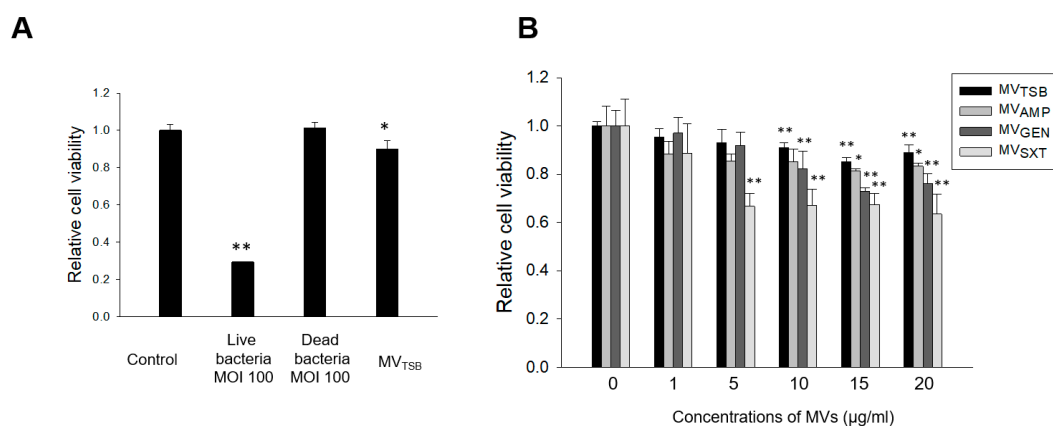 A
Relative cell viability
1.2
1.0
0.8
0.6
0.4
0.2
0.0
**
*
Control
Live
bacteria
MOI 100
Dead
bacteria
MOI 100
MVTSB
B
Relative cell viability
1.2
1.0
0.8
0.6
0.4
0.2
0.0
MVTSB
MVAMP
MVGEN
MVSXT
**
** ** **
** * ** **
** * ** **
0 1 5 10 15 20
Concentrations of MVs (µg/ml)